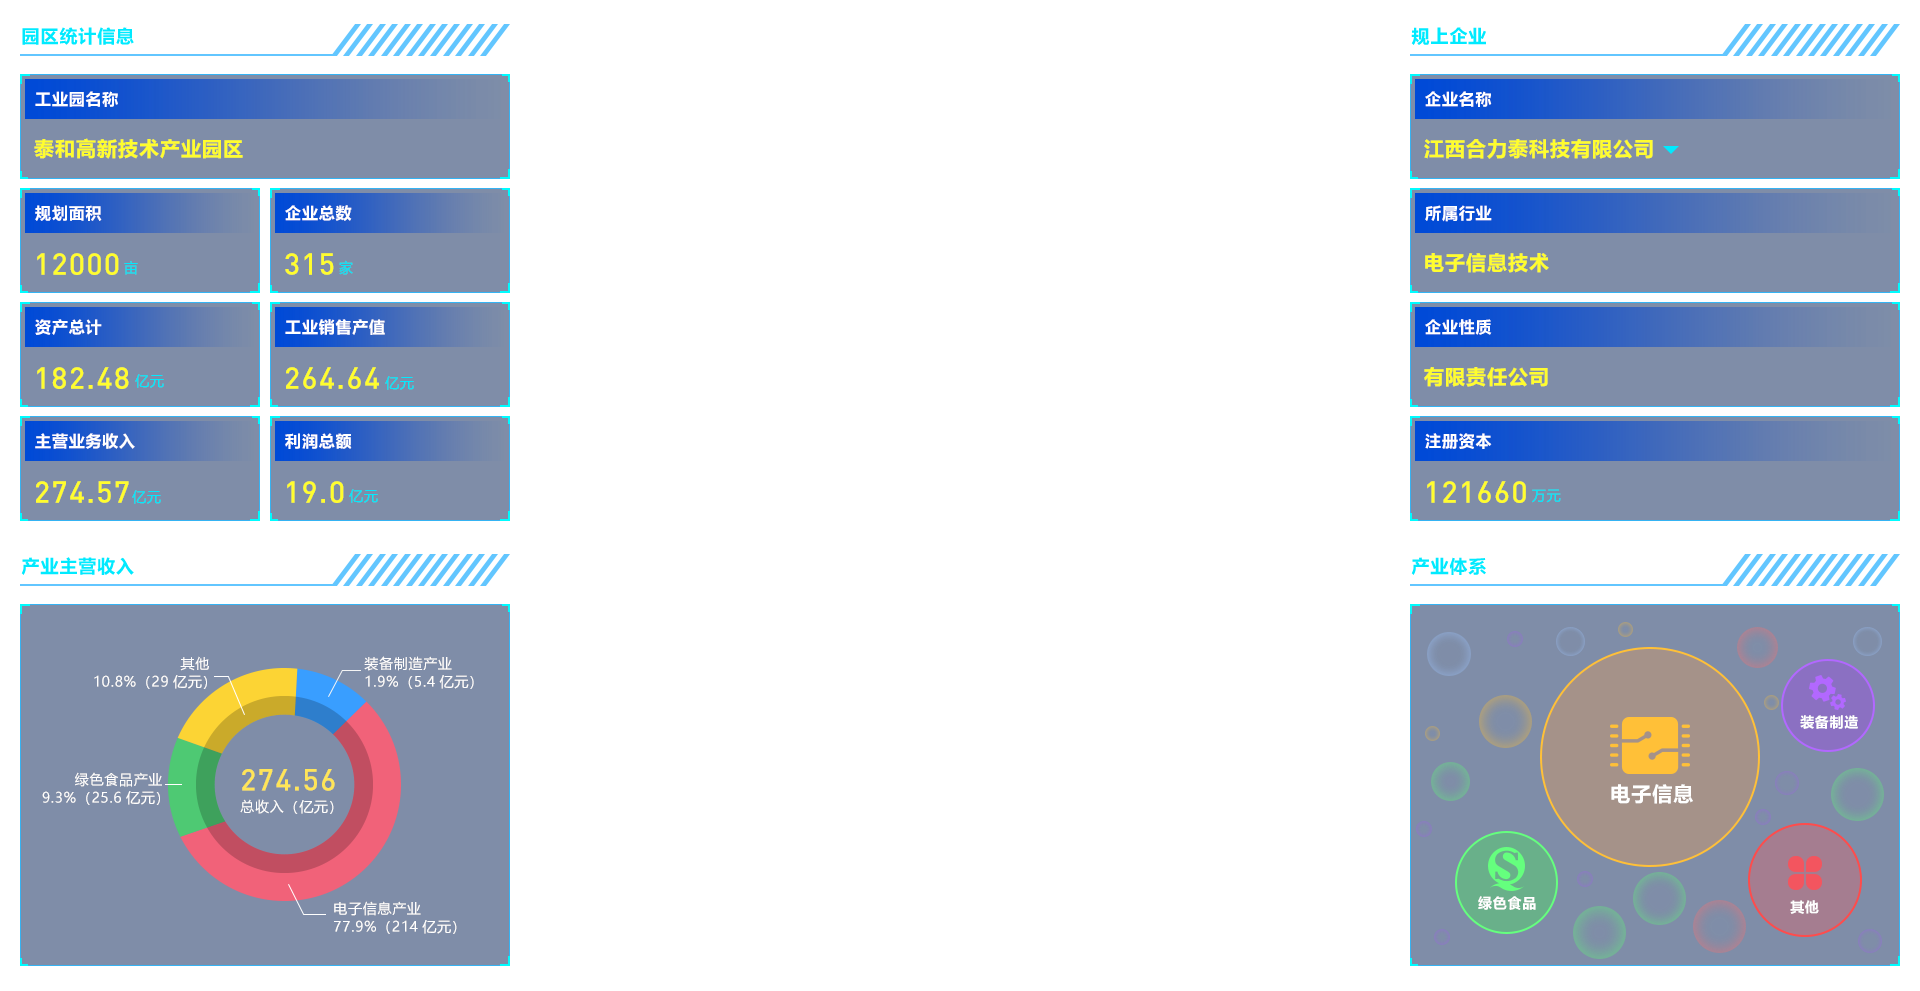 园区统计信息
工业园名称
泰和高新技术产业园区
规划面积
12000亩
企业总数
315家
资产总计
182.48亿元
工业销售产值
264.64亿元
主营业务收入
274.57亿元
利润总额
19.0亿元
产业主营收入
其他
10.8%（29 亿元）
装备制造产业
1.9%（5.4 亿元）
绿色食品产业
9.3%（25.6 亿元）
274.56
总收入（亿元）
电子信息产业
77.9%（214 亿元）
规上企业
企业名称
江西合力泰科技有限公司
所属行业
电子信息技术
企业性质
有限责任公司
注册资本
121660万元
产业体系
装备制造
电子信息
绿色食品
其他